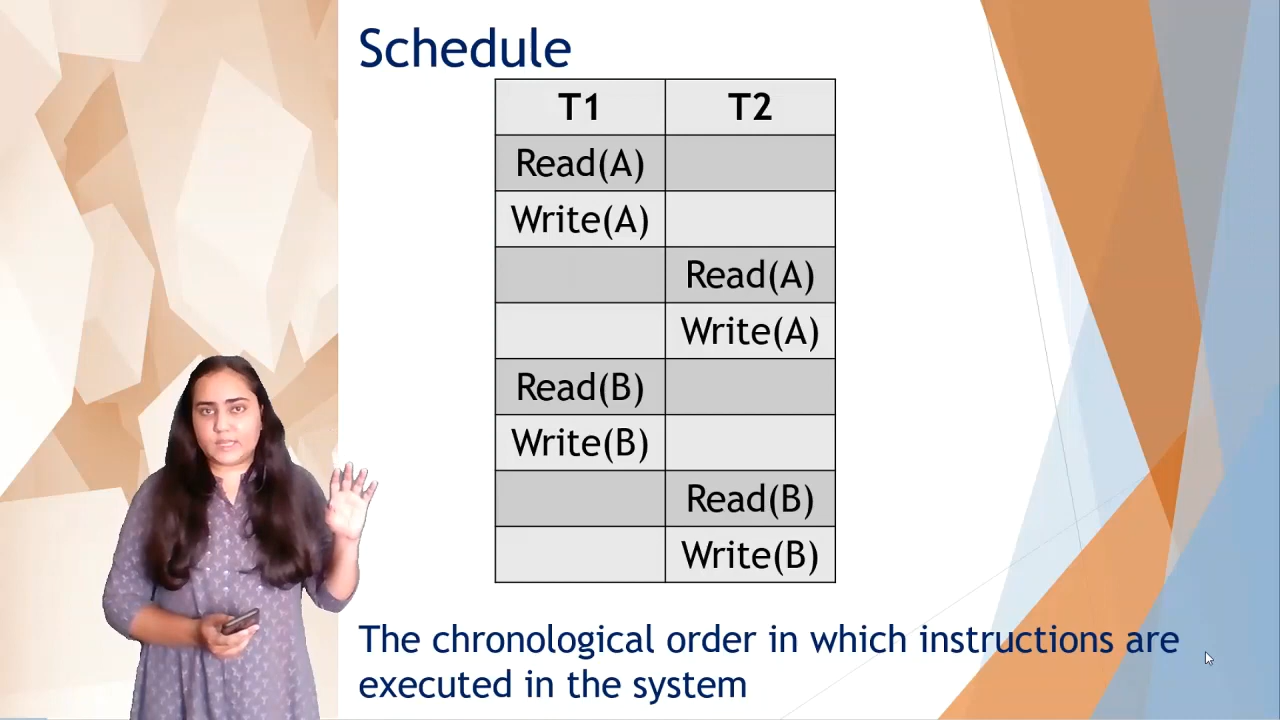 Schedule
T1 T2
Read(A)
Write(A)
Read(A)
Write(A)
Read(B)
Write(B)
Read(B)
Write(B)
The chronological order in which instructions are
executed in the system